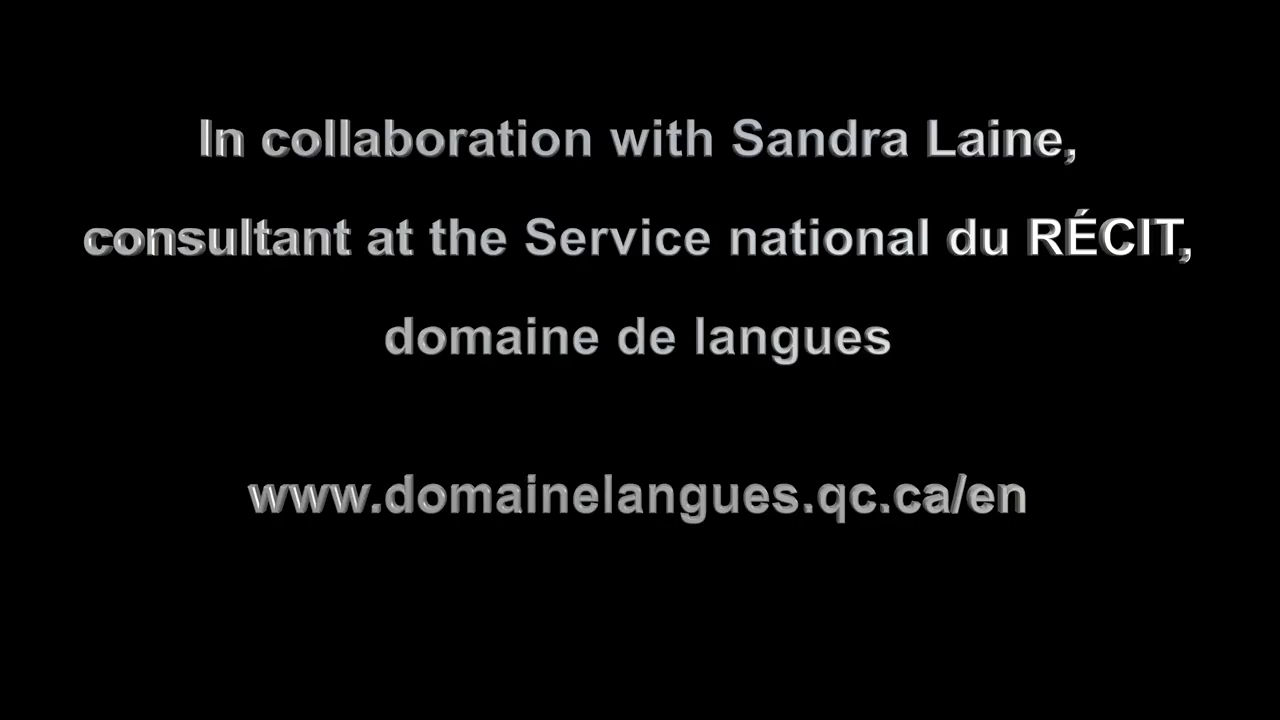 In collaboration with Sandra Laine,
consultant at the Service national du RÉCIT,
domaine de langues
www.domainelangues.qc.ca/en